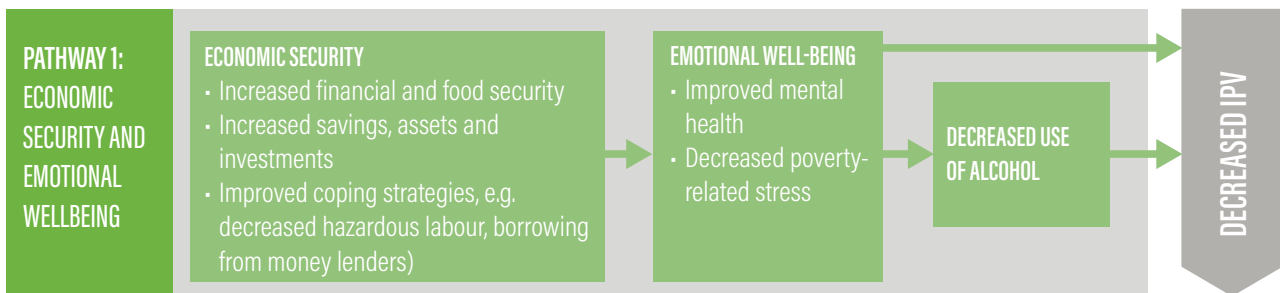 PATHWAY 1:
ECONOMIC
SECURITY AND
EMOTIONAL
WELLBEING
ECONOMIC SECURITY
• Increased financial and food security
• Increased savings, assets and
investments
• Improved coping strategies, e.g.
decreased hazardous labour, borrowing
from money lenders)
EMOTIONAL WELL-BEING
• Improved mental
health
• Decreased poverty-
related stress
DECREASED USE
OF ALCOHOL
DECREASED IPV